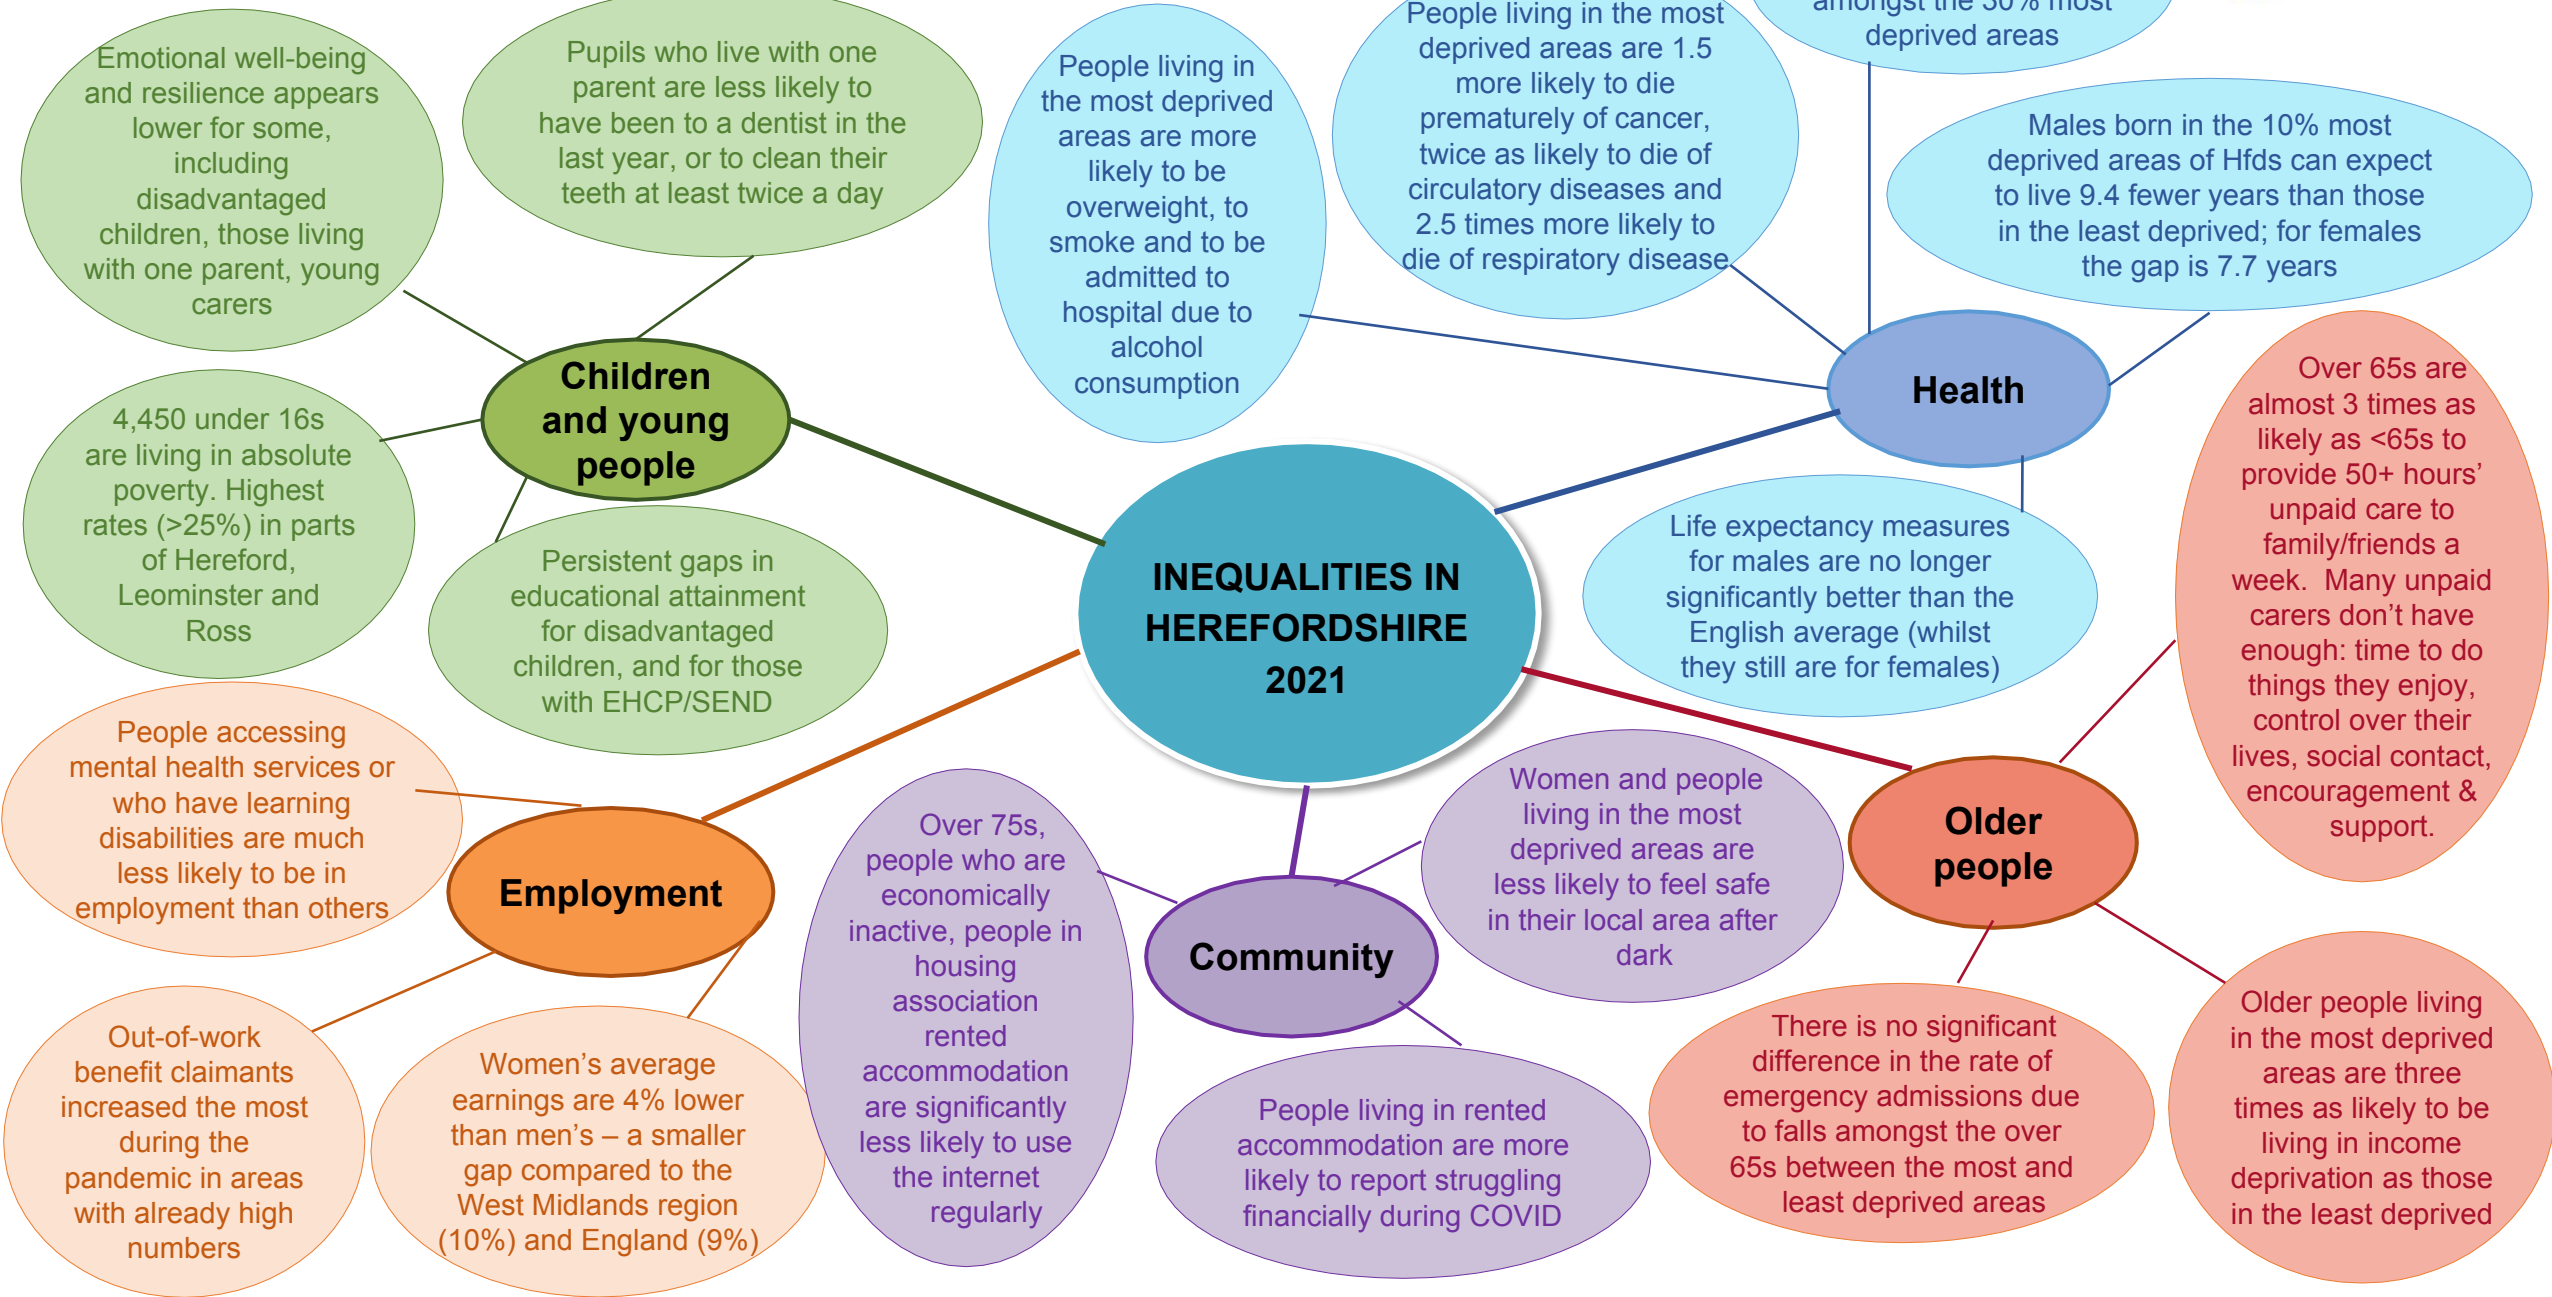 Emotional well-being
and resilience appears
lower for some,
including
disadvantaged
children, those living
with one parent, young
carers
Pupils who live with one
parent are less likely to
have been to a dentist in the
last year, or to clean their
teeth at least twice a day
People living in
the most deprived
areas are more
likely to be
overweight, to
smoke and to be
admitted to
hospital due to
alcohol
consumption
People living in the most
deprived areas are 1.5
more likely to die
prematurely of cancer,
twice as likely to die of
circulatory diseases and
2.5 times more likely to
die of respiratory disease
amongst the 30% most
deprived areas
Males born in the 10% most
deprived areas of Hfds can expect
to live 9.4 fewer years than those
in the least deprived; for females
the gap is 7.7 years
Children
and young
people
Health
4,450 under 16s
are living in absolute
poverty. Highest
rates (>25%) in parts
of Hereford,
Leominster and
Ross
Persistent gaps in
educational attainment
for disadvantaged
children, and for those
with EHCP/SEND
INEQUALITIES IN
HEREFORDSHIRE
2021
Life expectancy measures
for males are no longer
significantly better than the
English average (whilst
they still are for females)
Over 65s are
almost 3 times as
likely as <65s to
provide 50+ hours’
unpaid care to
family/friends a
week. Many unpaid
carers don’t have
enough: time to do
things they enjoy,
control over their
lives, social contact,
encouragement &
support.
People accessing
mental health services or
who have learning
disabilities are much
less likely to be in
employment than others
Employment
Over 75s,
people who are
economically
inactive, people in
housing
association
rented
accommodation
are significantly
less likely to use
the internet
regularly
Community
Women and people
living in the most
deprived areas are
less likely to feel safe
in their local area after
dark
Older
people
Out-of-work
benefit claimants
increased the most
during the
pandemic in areas
with already high
numbers
Women’s average
earnings are 4% lower
than men’s – a smaller
gap compared to the
West Midlands region
(10%) and England (9%)
People living in rented
accommodation are more
likely to report struggling
financially during COVID
There is no significant
difference in the rate of
emergency admissions due
to falls amongst the over
65s between the most and
least deprived areas
Older people living
in the most deprived
areas are three
times as likely to be
living in income
deprivation as those
in the least deprived